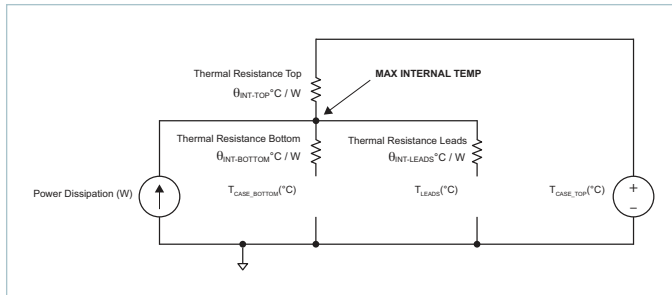 Thermal Resistance Top
MAX INTERNAL TEMP
θINT-TOP°C / W
Thermal Resistance Bottom
Thermal Resistance Leads
θINT-BOTTOM°C / W
θINT-LEADS°C / W
Power Dissipation (W)
TCASE_BOTTOM(°C)
TLEADS(°C)
TCASE_TOP(°C)
+
–